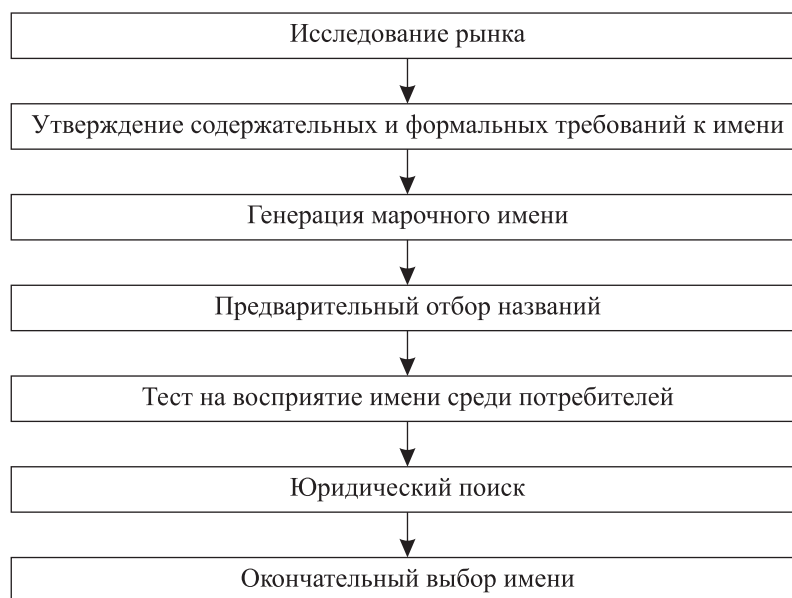 Исследование рынка
Утверждение содержательных и формальных требований к имени
Генерация марочного имени
Предварительный отбор названий
Тест на восприятие имени среди потребителей
Юридический поиск
Окончательный выбор имени